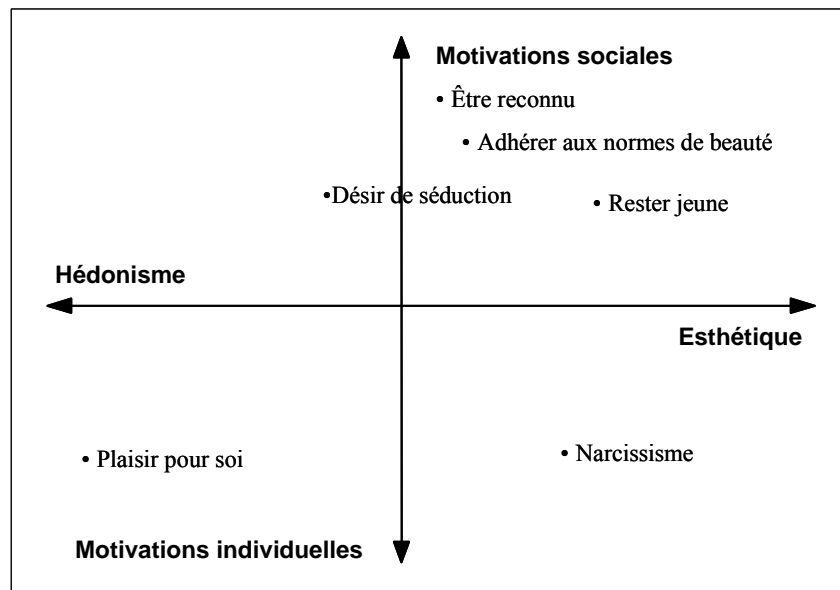 Motivations sociales
• Être reconnu
• Adhérer aux normes de beauté
•Désir de séduction
• Rester jeune
Hédonisme
Esthétique
• Plaisir pour soi
• Narcissisme
Motivations individuelles